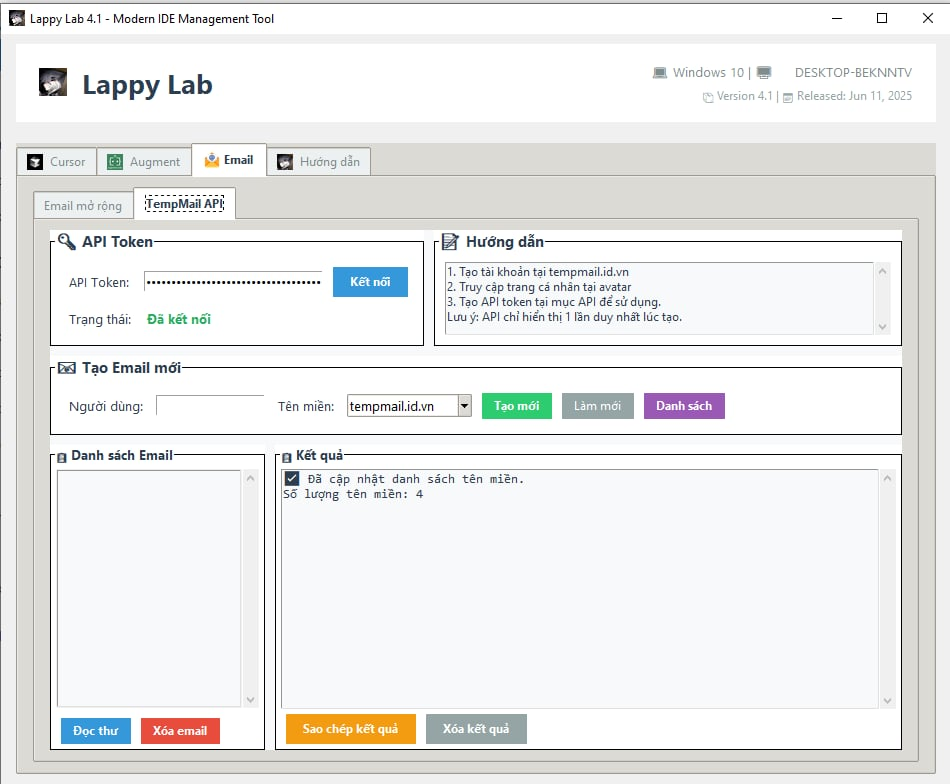 Lappy Lab 4.1 - Modern IDE Management Tool
Lappy Lab
Windows 10 | DESKTOP-BEKNNTV
Version 4.1 | Released: Jun 11, 2025
Cursor Augment Email Hướng dẫn
Email mở rộng TempMail API
API Token
API Token: •••••••••••••••••••••••••••••••• Kết nối
Trạng thái: Đã kết nối
Hướng dẫn
1. Tạo tài khoản tại tempmail.id.vn
2. Truy cập trang cá nhân tại avatar
3. Tạo API token tại mục API để sử dụng.
Lưu ý: API chỉ hiển thị 1 lần duy nhất lúc tạo.
Tạo Email mới
Người dùng: Tên miền: tempmail.id.vn Tạo mới Làm mới Danh sách
Danh sách Email
Đọc thư Xóa email
Kết quả
Đã cập nhật danh sách tên miền.
Số lượng tên miền: 4
Sao chép kết quả Xóa kết quả